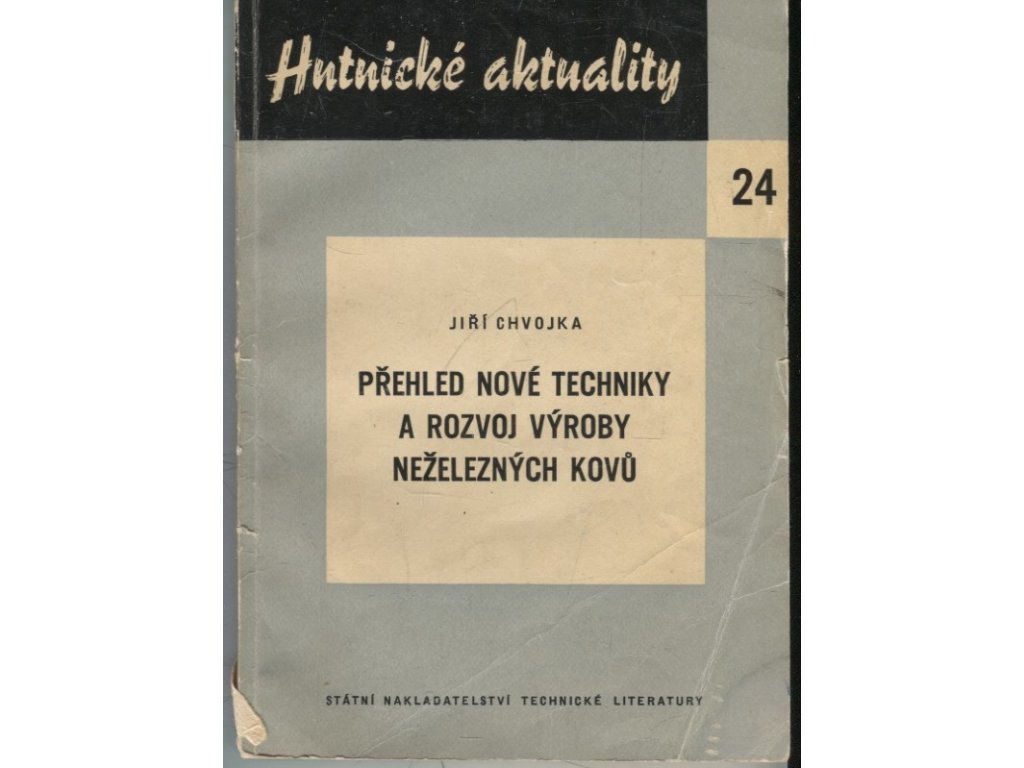 Hutnické aktuality
24
JIŘÍ CHVOJKA
PŘEHLED NOVÉ TECHNIKY
A ROZVOJ VÝROBY
NEŽELEZNÝCH KOVŮ
STÁTNÍ NAKLADATELSTVÍ TECHNICKÉ LITERATURY